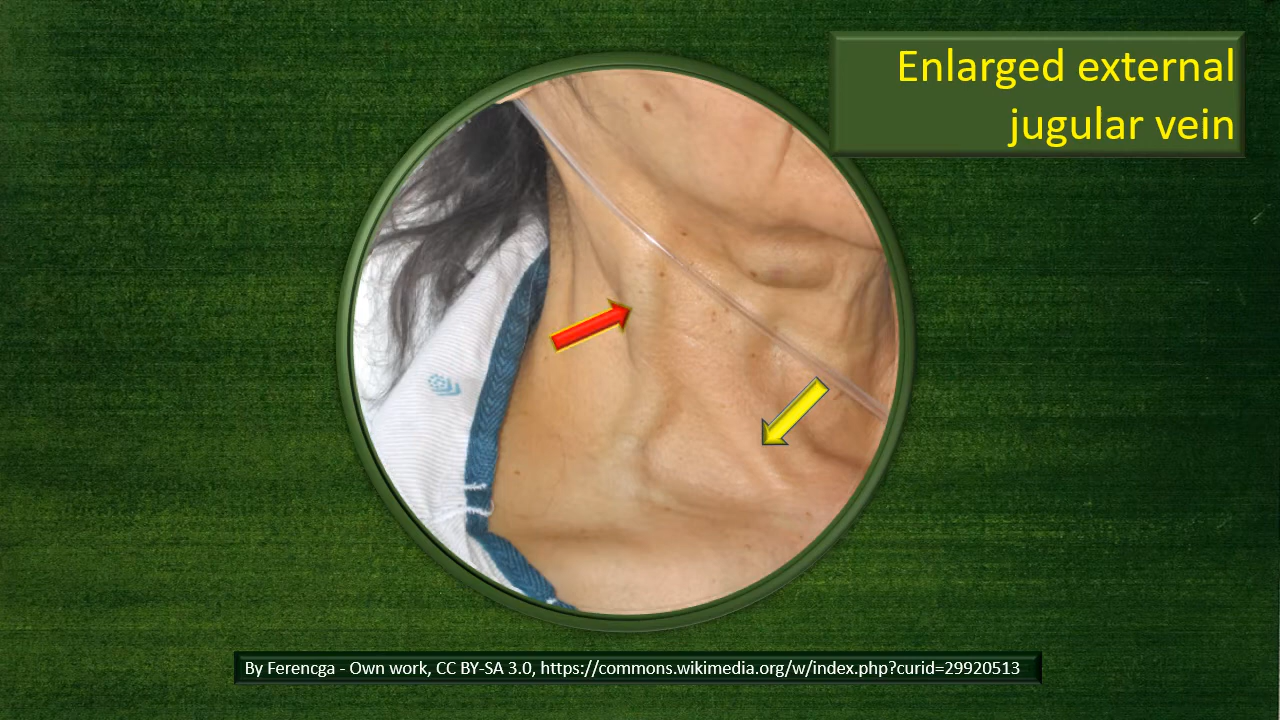 Enlarged external
jugular vein
By Ferencga - Own work, CC BY-SA 3.0, https://commons.wikimedia.org/w/index.php?curid=29920513